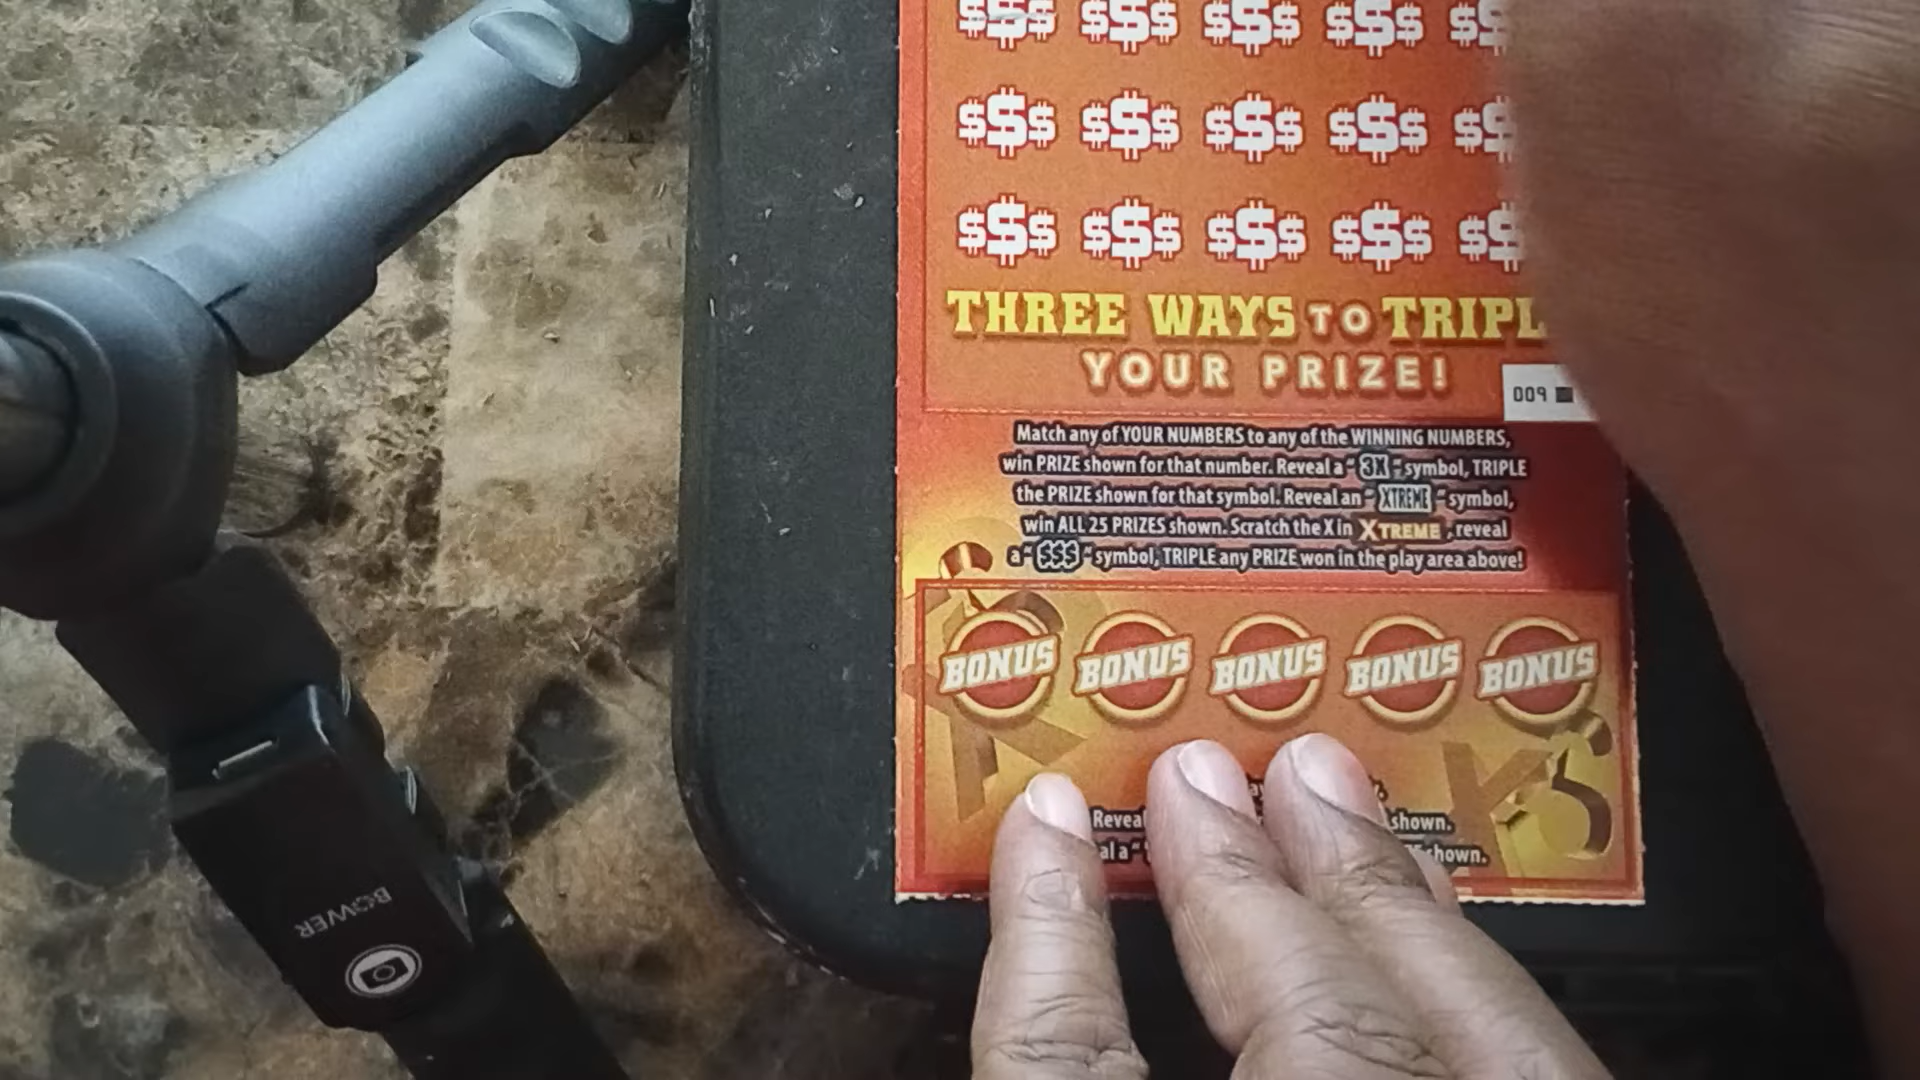 $$$ $$$ $$$ $$$ $$
$$$ $$$ $$$ $$$ $$
$$$ $$$ $$$ $$$ $$
THREE WAYS TO TRIPL
YOUR PRIZE!
009
Match any of YOUR NUMBERS to any of the WINNING NUMBERS,
win PRIZE shown for that number. Reveal a "3X" symbol, TRIPLE
the PRIZE shown for that symbol. Reveal an "XTREME" symbol,
win ALL 25 PRIZES shown. Scratch the X in XTREME, reveal
a "$$$" symbol, TRIPLE any PRIZE won in the play area above!
BONUS BONUS BONUS BONUS BONUS
Reveal shown.
shown.
BOWER